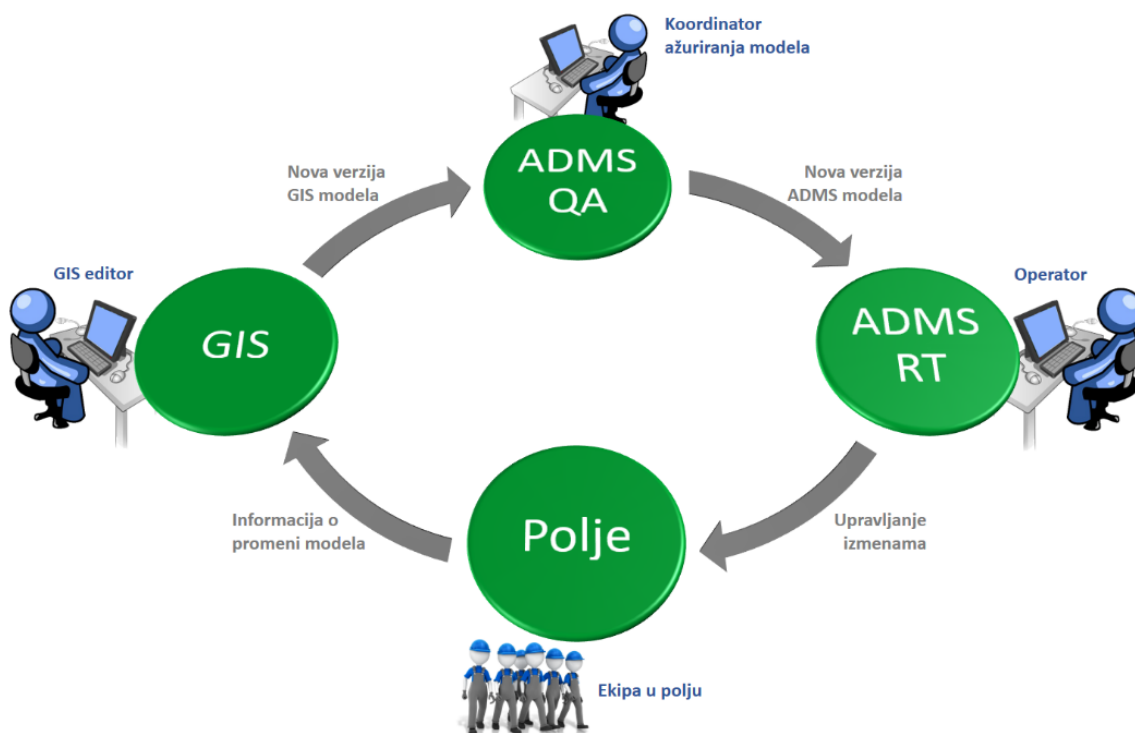 Koordinator
ažuriranja modela
ADMS
QA
Nova verzija
GIS modela
Nova verzija
ADMS modela
GIS editor
GIS
Operator
ADMS
RT
Informacija o
promeni modela
Polje
Upravljanje
izmenama
Ekipa u polju